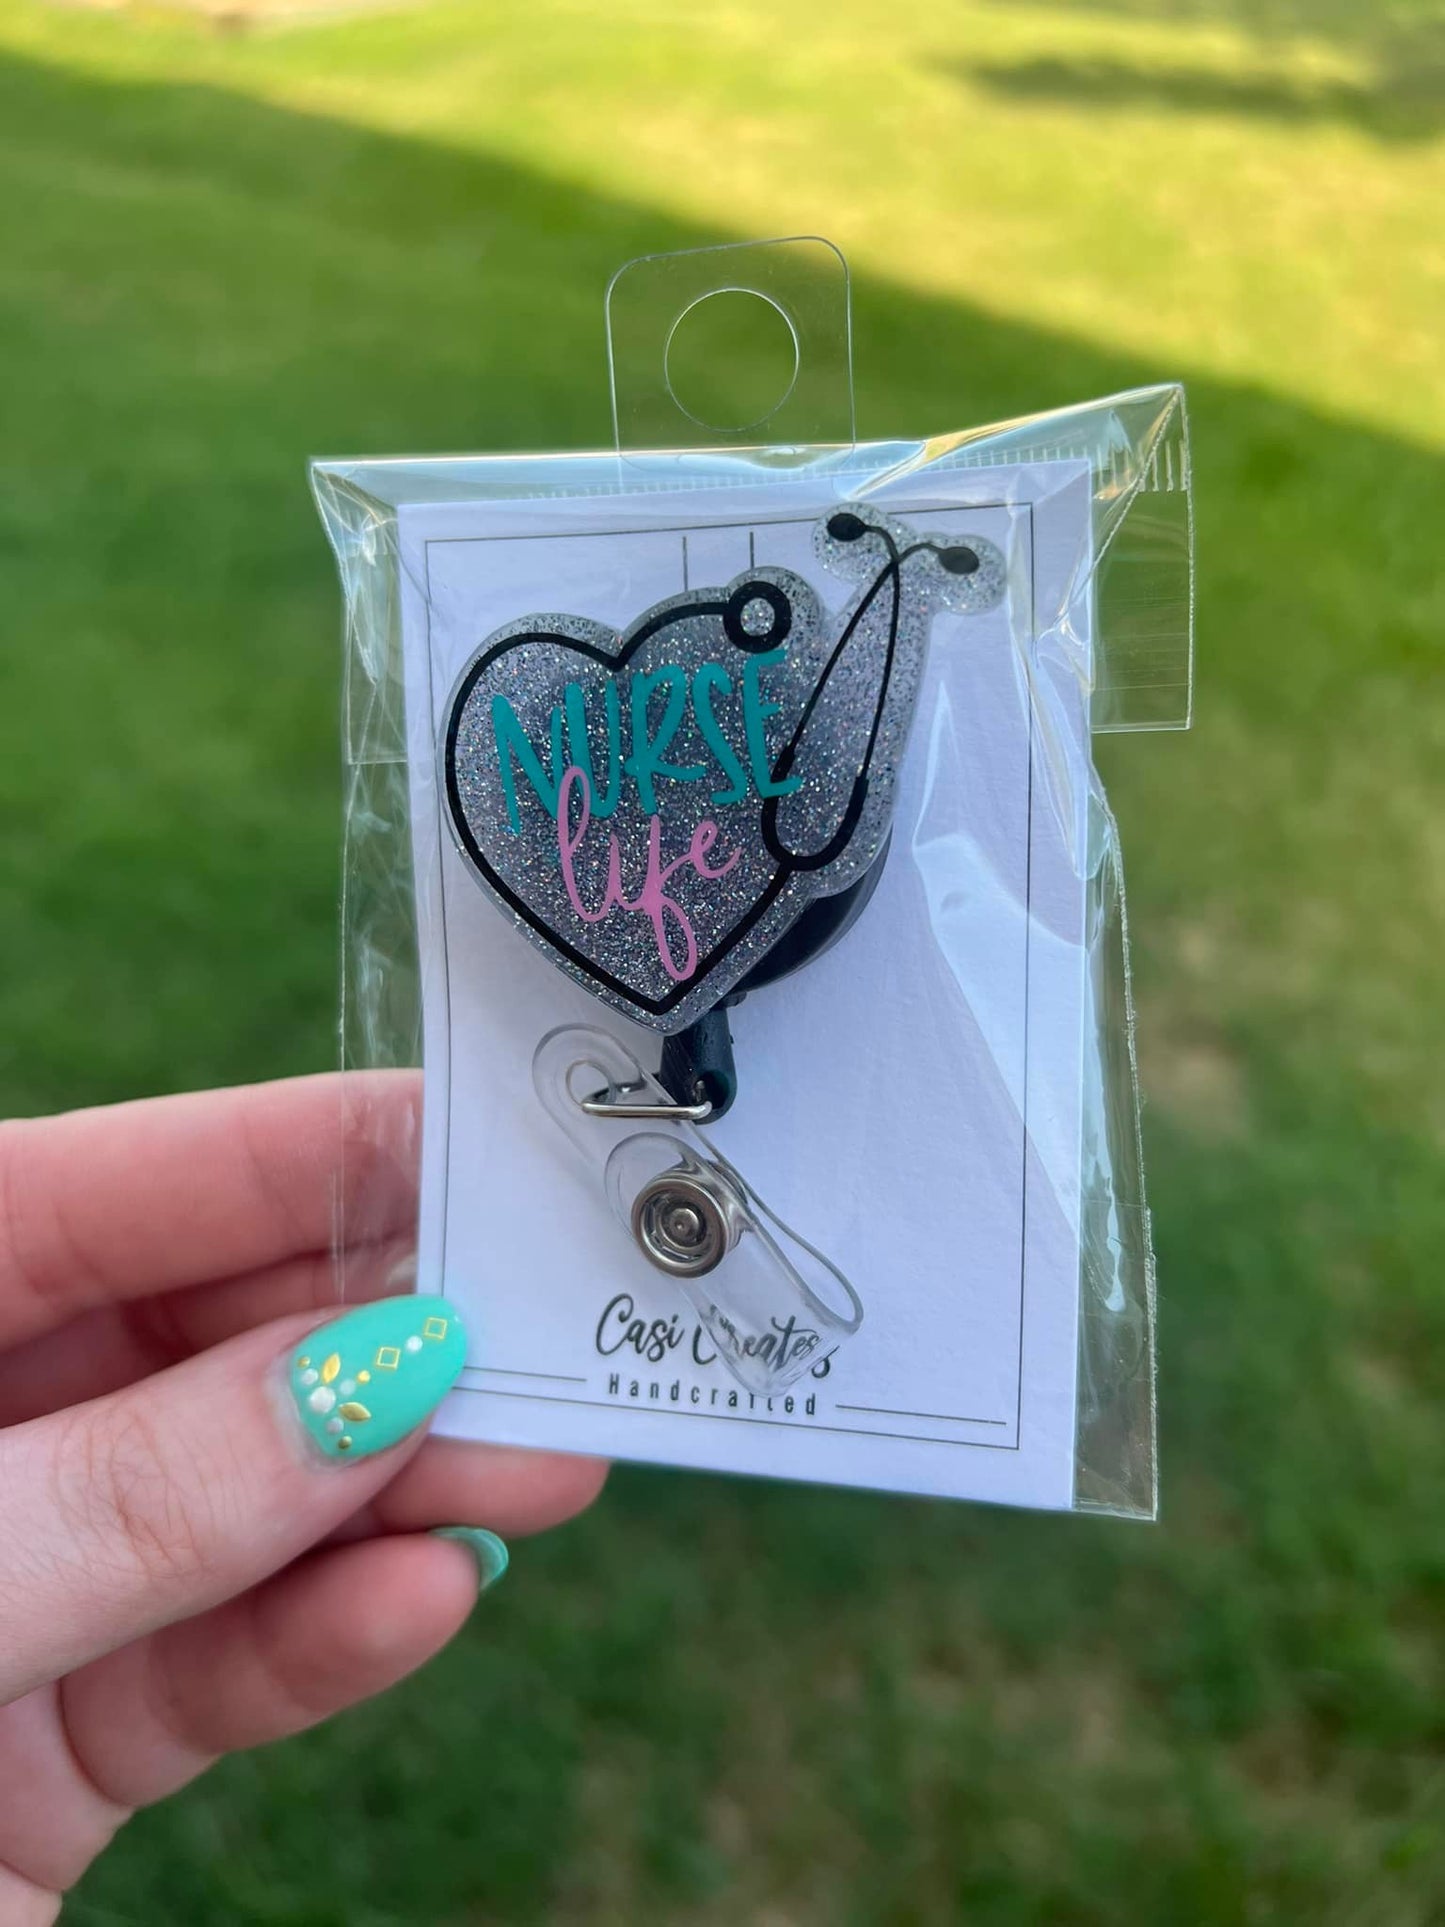 NURSE
life
Casi Creates
Handcrafted